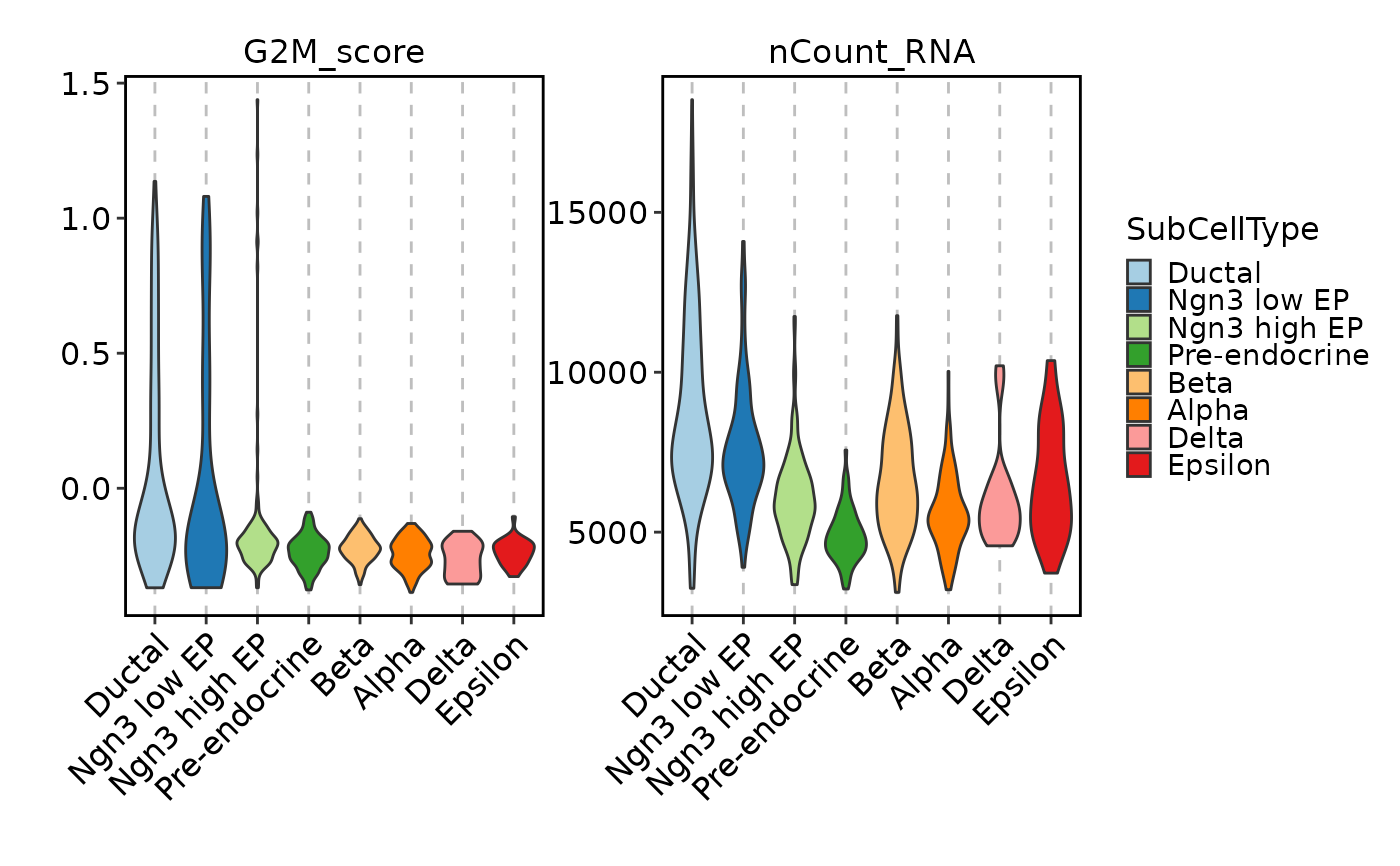 G2M_score
nCount_RNA
1.5
1.0
0.5
0.0
15000
10000
5000
Ductal
Ngn3 low EP
Ngn3 high EP
Pre-endocrine
Beta
Alpha
Delta
Epsilon
Ductal
Ngn3 low EP
Ngn3 high EP
Pre-endocrine
Beta
Alpha
Delta
Epsilon
SubCellType
Ductal
Ngn3 low EP
Ngn3 high EP
Pre-endocrine
Beta
Alpha
Delta
Epsilon